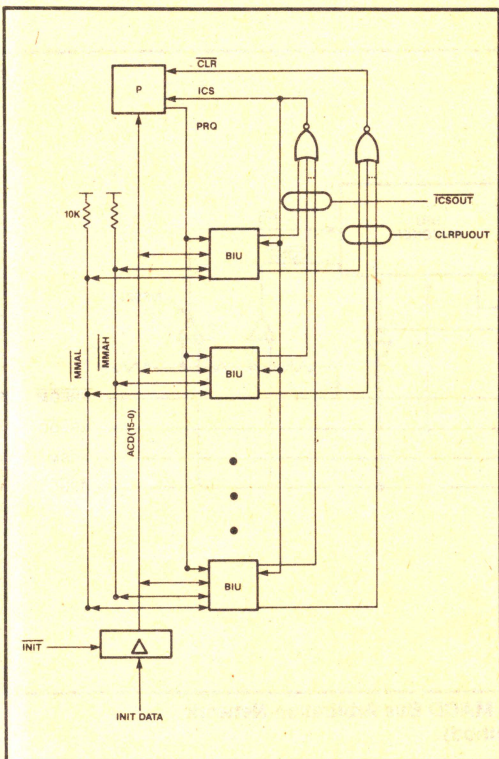 CLR
P
ICS
PRQ
10K
ICSOUT
CLRPUOUT
BIU
MMAL
MMAH
ACD(15-0)
BIU
BIU
INIT
INIT DATA